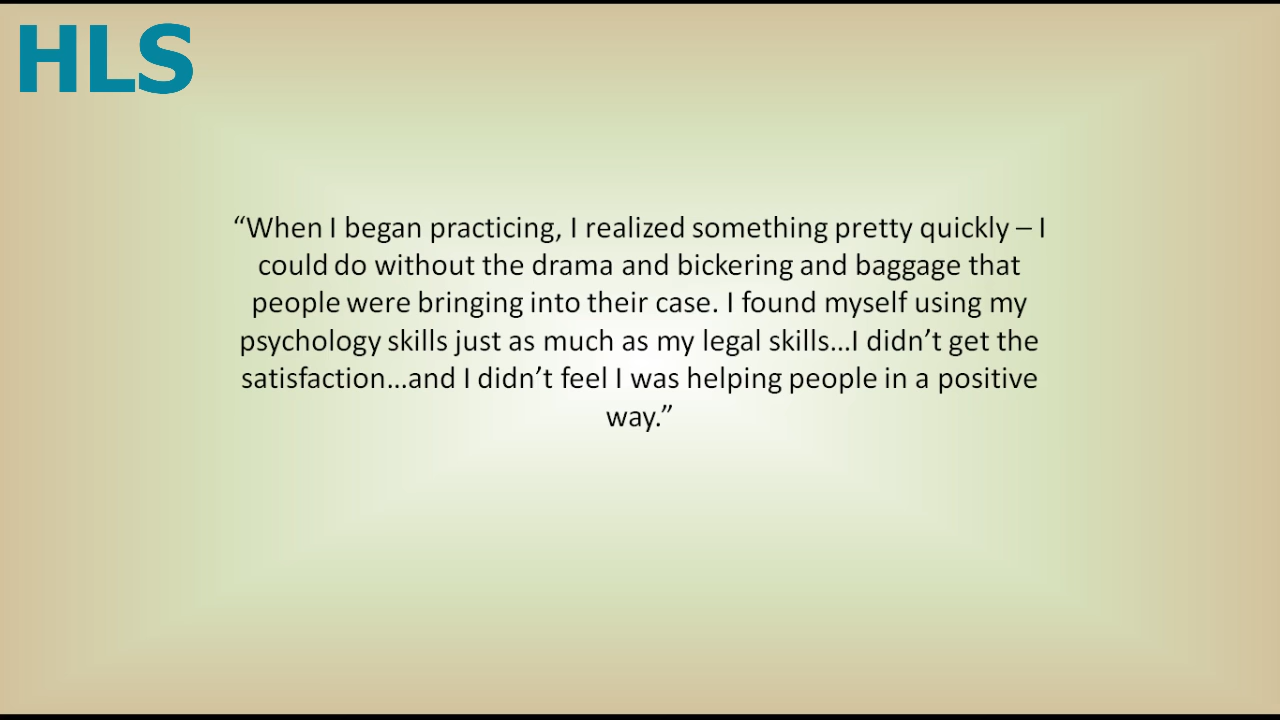 HLS
“When I began practicing, I realized something pretty quickly – I
could do without the drama and bickering and baggage that
people were bringing into their case. I found myself using my
psychology skills just as much as my legal skills…I didn’t get the
satisfaction…and I didn’t feel I was helping people in a positive
way.”